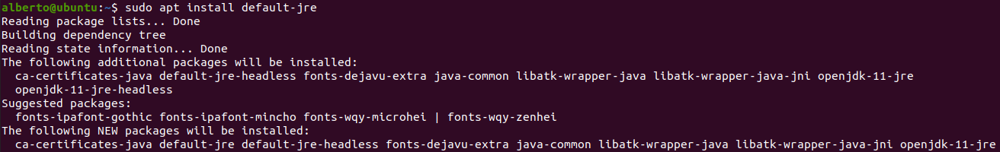 alberto@ubuntu:~$ sudo apt install default-jre
Reading package lists... Done
Building dependency tree
Reading state information... Done
The following additional packages will be installed:
  ca-certificates-java default-jre-headless fonts-dejavu-extra java-common libatk-wrapper-java libatk-wrapper-java-jni openjdk-11-jre
  openjdk-11-jre-headless
Suggested packages:
  fonts-ipafont-gothic fonts-ipafont-mincho fonts-wqy-microhei | fonts-wqy-zenhei
The following NEW packages will be installed:
  ca-certificates-java default-jre default-jre-headless fonts-dejavu-extra java-common libatk-wrapper-java libatk-wrapper-java-jni openjdk-11-jre